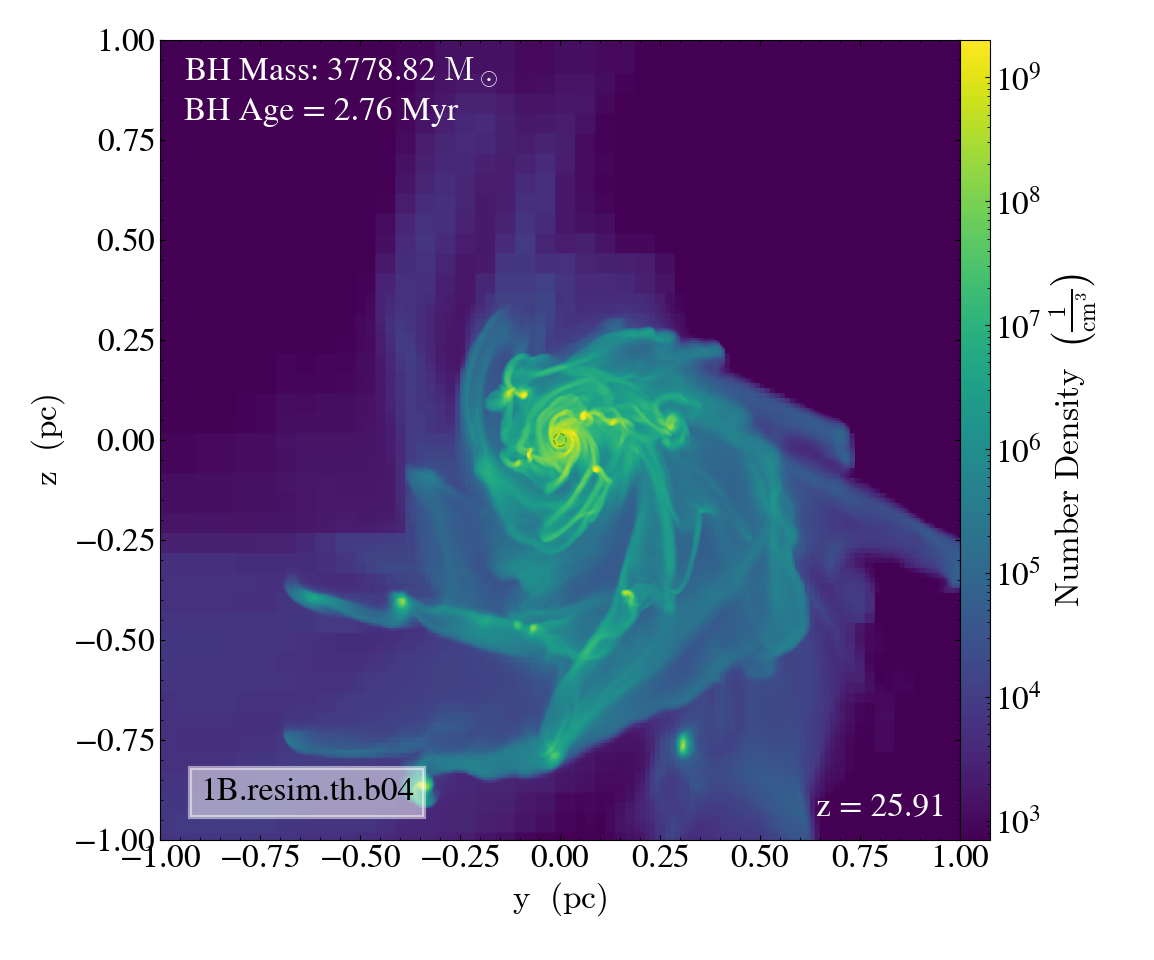 BH Mass: 3778.82 M⊙
BH Age = 2.76 Myr
1B.resim.th.b04
z = 25.91
1.00
0.75
0.50
0.25
0.00
−0.25
−0.50
−0.75
−1.00
z (pc)
−1.00 −0.75 −0.50 −0.25 0.00 0.25 0.50 0.75 1.00
y (pc)
10⁹
10⁸
10⁷
10⁶
10⁵
10⁴
10³
Number Density (1/cm³)